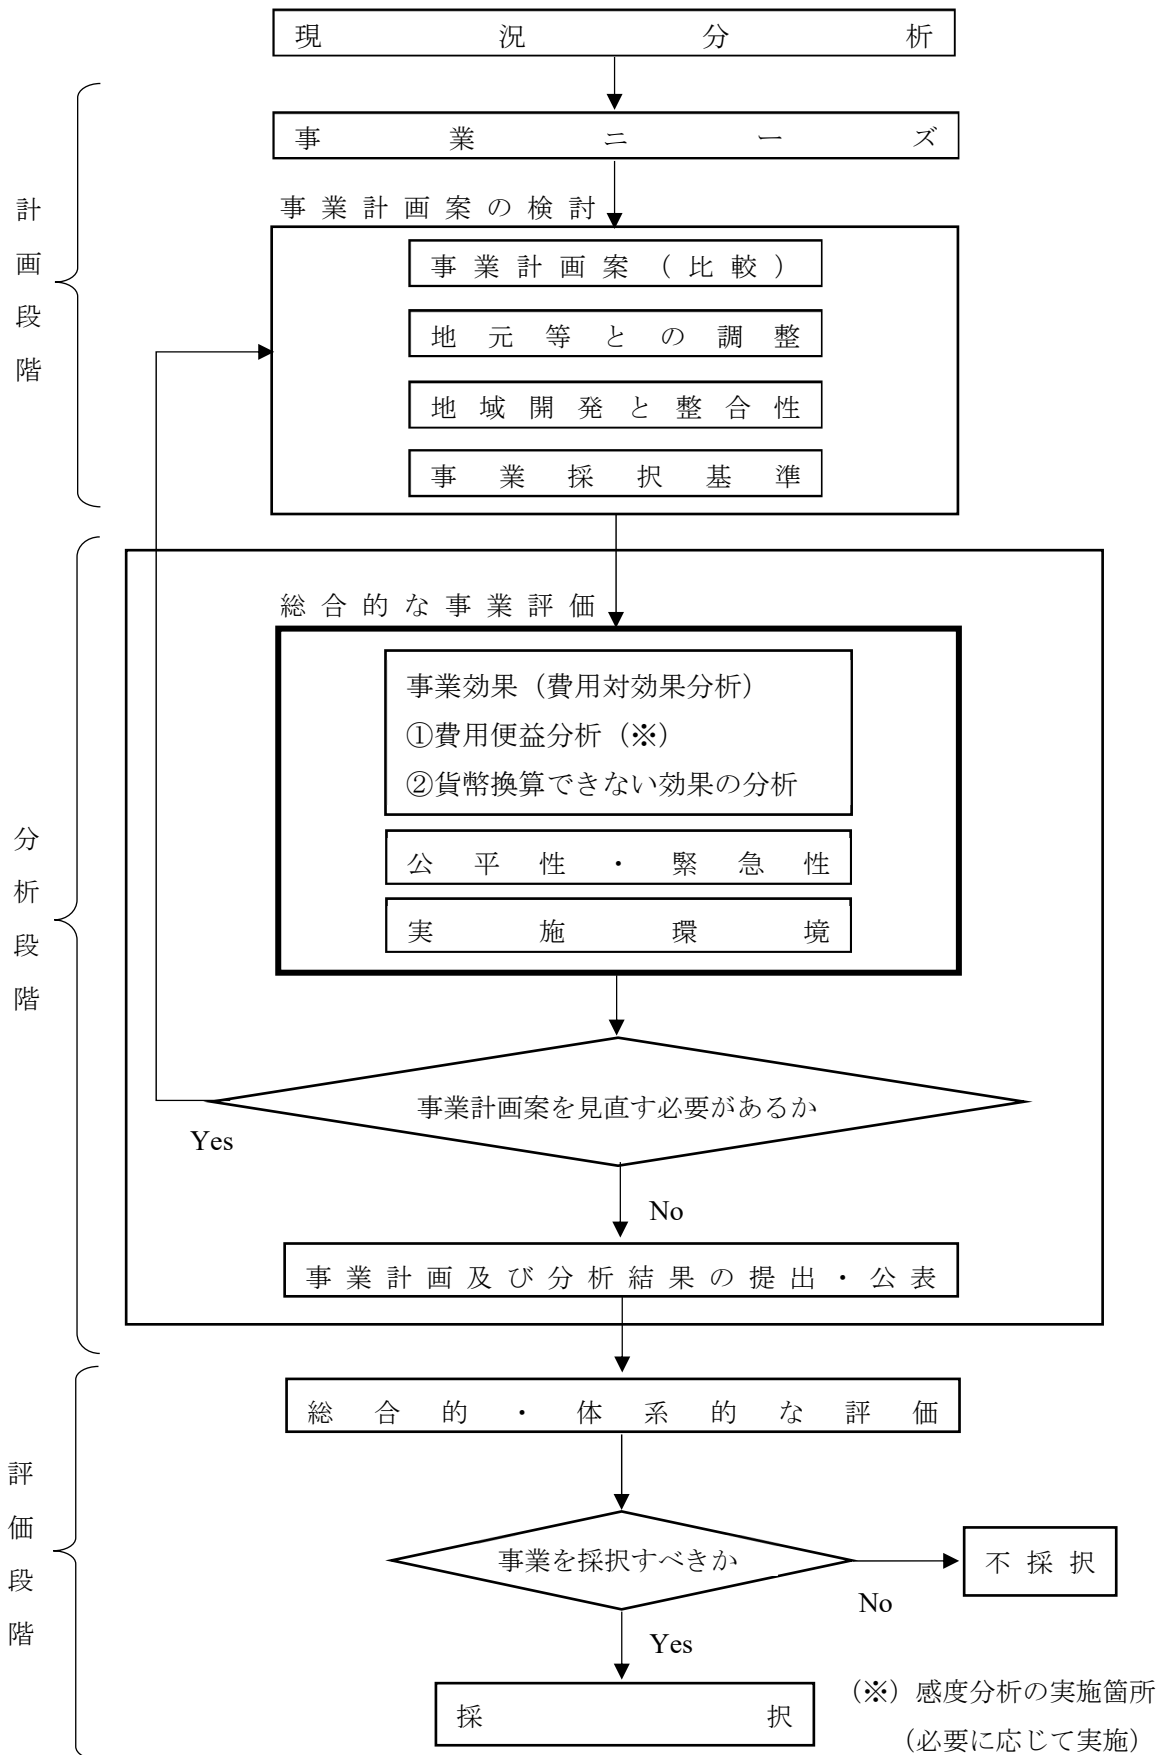 現況分析
事業ニーズ
計画段階
事業計画案の検討
事業計画案(比較)
地元等との調整
地域開発と整合性
事業採択基準
分析段階
総合的な事業評価
事業効果(費用対効果分析)
①費用便益分析(※)
②貨幣換算できない効果の分析
公平性・緊急性
実施環境
事業計画案を見直す必要があるか
Yes
No
事業計画及び分析結果の提出・公表
評価段階
総合的・体系的な評価
事業を採択すべきか
不採択
No
Yes
採択
(※)感度分析の実施箇所
(必要に応じて実施)